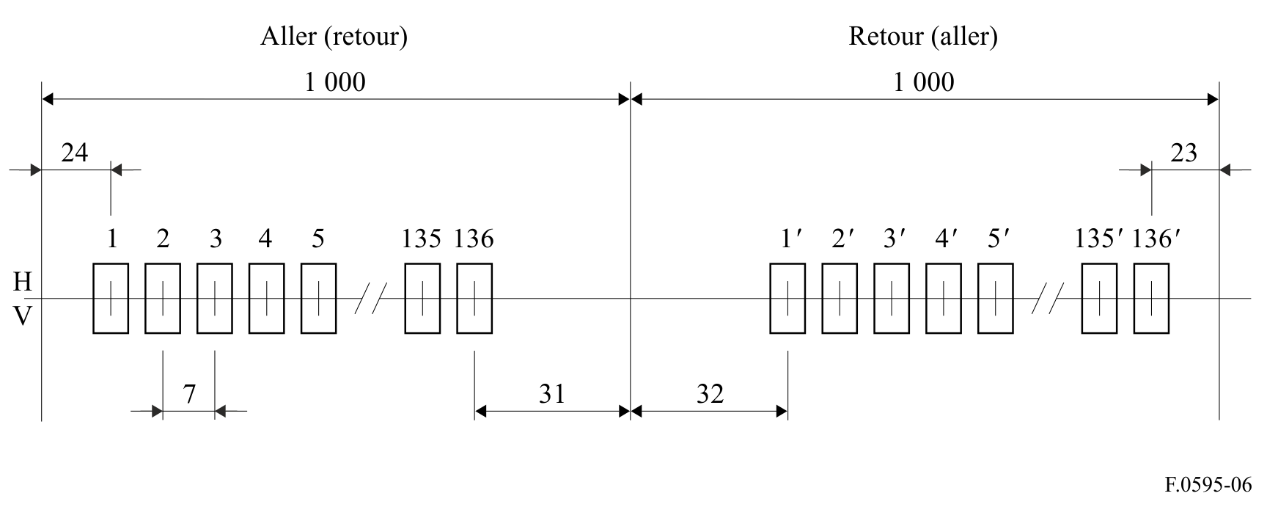 Aller (retour) Retour (aller)
1 000 1 000
24 23
1 2 3 4 5 135 136 1′ 2′ 3′ 4′ 5′ 135′ 136′
H
V
7 31 32
F.0595-06